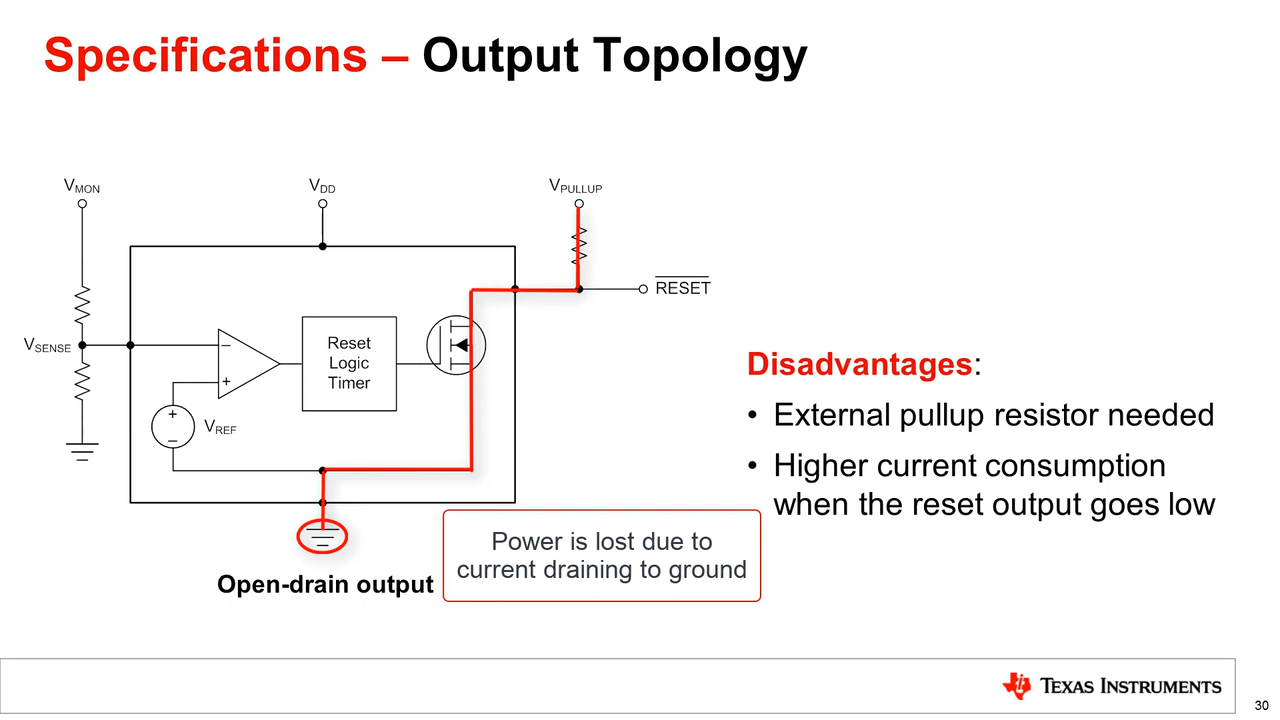 Specifications – Output Topology
VMON
VDD
VPULLUP
RESET
VSENSE
−
+
Reset
Logic
Timer
+
−
VREF
Open-drain output
Power is lost due to
current draining to ground
Disadvantages:
• External pullup resistor needed
• Higher current consumption
when the reset output goes low
TEXAS INSTRUMENTS
30